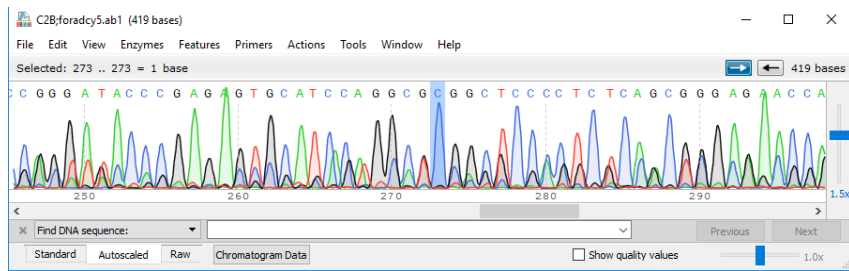 C2B;foradcy5.ab1 (419 bases)
File Edit View Enzymes Features Primers Actions Tools Window Help
Selected: 273 .. 273 = 1 base 419 bases
C C G G G A T A C C C G A G A G T G C A T C C A G G C G C G G C T C C C C T C T C A G C G G G A G A A C C A
250 260 270 280 290 1.5x
Find DNA sequence: Previous Next
Standard Autoscaled Raw Chromatogram Data Show quality values 1.0x